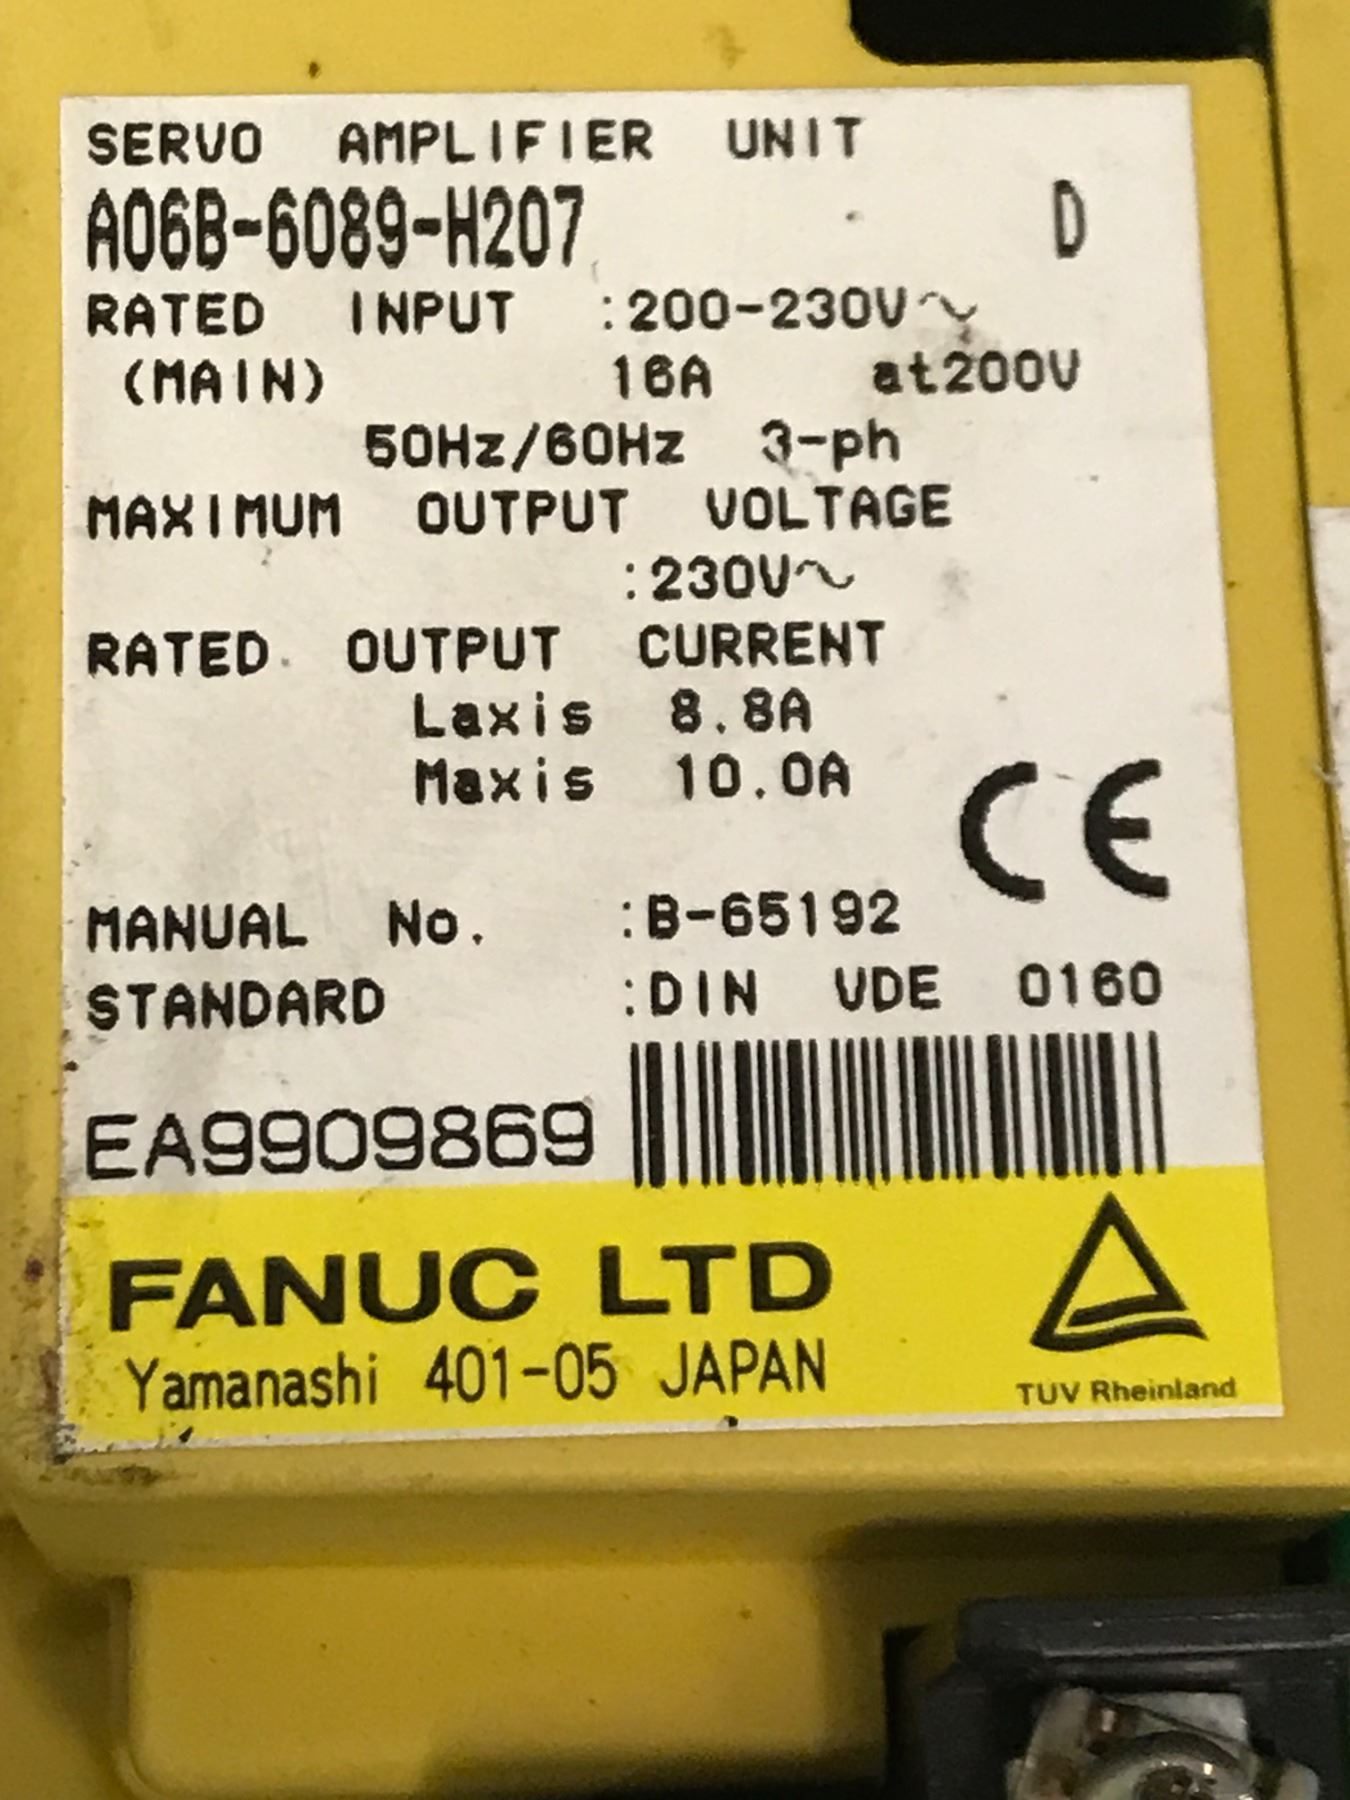 SERVO AMPLIFIER UNIT
A06B-6089-H207 D
RATED INPUT :200-230V～
(MAIN) 16A at200V
50Hz/60Hz 3-ph
MAXIMUM OUTPUT VOLTAGE
:230V～
RATED OUTPUT CURRENT
Laxis 8.8A
Maxis 10.0A
CE
MANUAL No. :B-65192
STANDARD :DIN VDE 0160
EA9909869
FANUC LTD
Yamanashi 401-05 JAPAN
TUV Rheinland